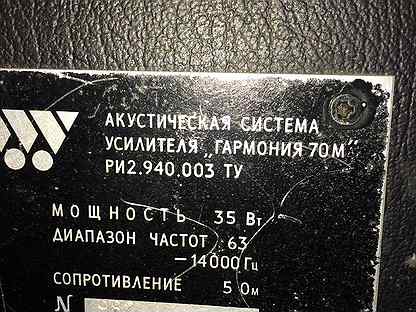 АКУСТИЧЕСКАЯ СИСТЕМА
УСИЛИТЕЛЯ „ГАРМОНИЯ 70М"
РИ2.940.003 ТУ
МОЩНОСТЬ 35 Вт
ДИАПАЗОН ЧАСТОТ 63
—14000 Гц
СОПРОТИВЛЕНИЕ 5 Ом
N